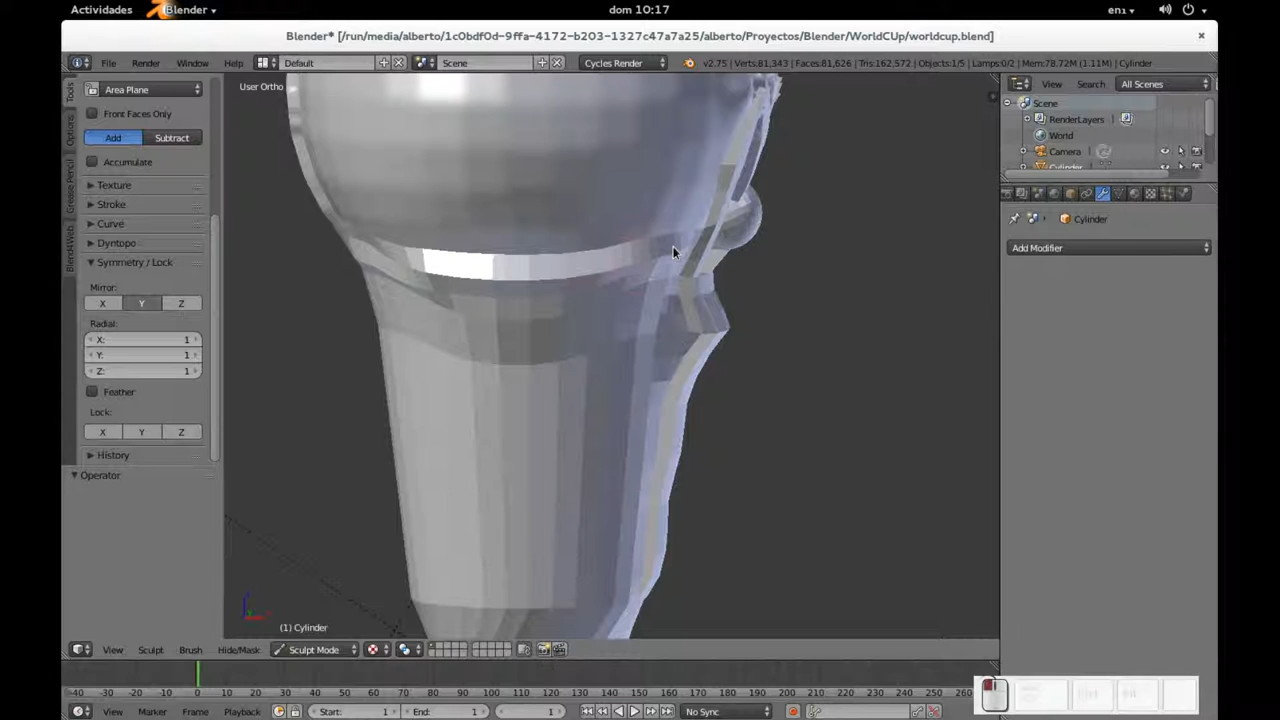 Actividades Blender dom 10:17 en1
Blender* [/run/media/alberto/1c0bdf0d-9ffa-4172-b203-1327c47a7a25/alberto/Proyectos/Blender/WorldCUp/worldcup.blend]
File Render Window Help Default Scene Cycles Render v2.75 | Verts:81,343 | Faces:81,626 | Tris:162,572 | Objects:1/5 | Lamps:0/2 | Mem:78.72M (1.11M) | Cylinder
Area Plane
User Ortho
View Search All Scenes
Scene
Front Faces Only
RenderLayers
Add Subtract
World
Camera
Accumulate
Cylinder
Texture
Stroke
Cylinder
Curve
Dyntopo
Add Modifier
Symmetry / Lock
Mirror:
X Y Z
Radial:
X: 1
Y: 1
Z: 1
Feather
Lock:
X Y Z
History
Operator
Tools
Options
Grease Pencil
Blend4Web
(1) Cylinder
View Sculpt Brush Hide/Mask Sculpt Mode
-40 -30 -20 -10 0 10 20 30 40 50 60 70 80 90 100 110 120 130 140 150 160 170 180 190 200 210 220 230 240 250 260
View Marker Frame Playback Start: 1 End: 1 1 No Sync